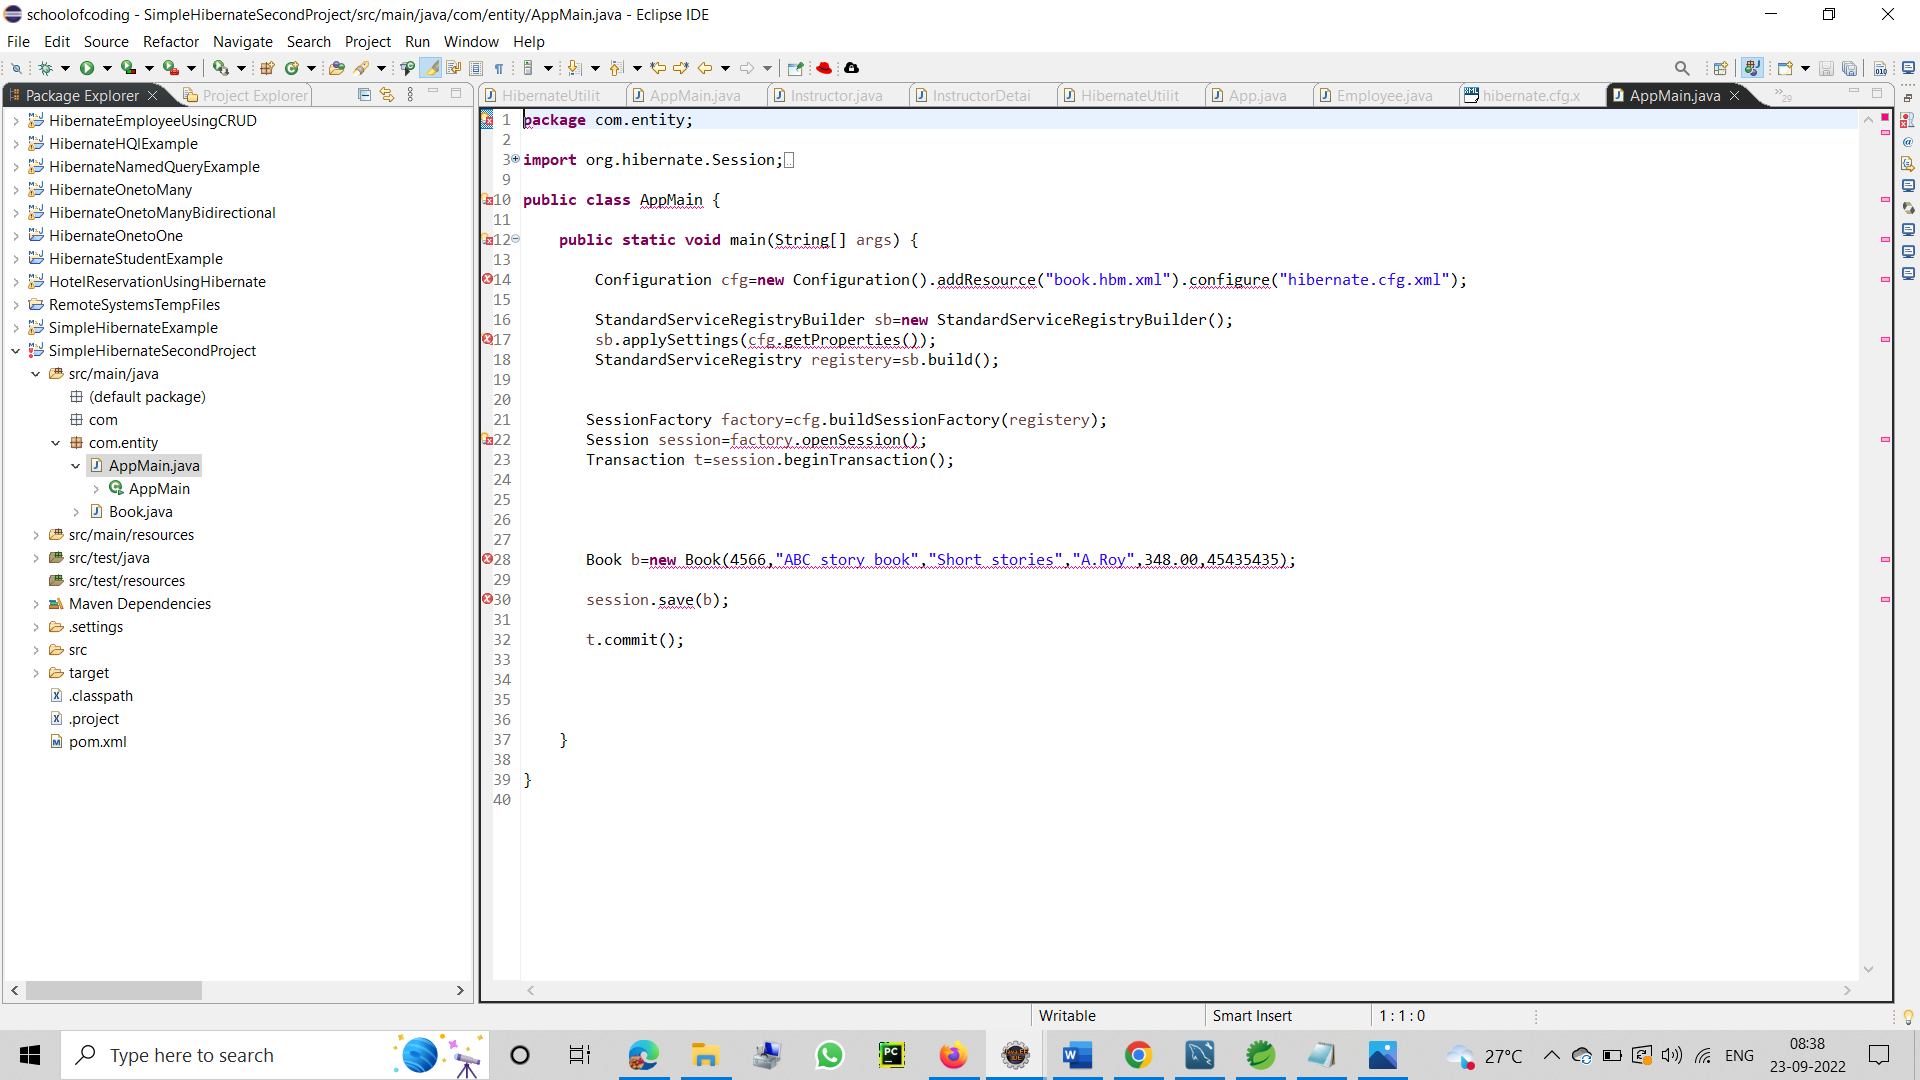 schoolofcoding - SimpleHibernateSecondProject/src/main/java/com/entity/AppMain.java - Eclipse IDE
File Edit Source Refactor Navigate Search Project Run Window Help
Package Explorer Project Explorer
HibernateUtilit AppMain.java Instructor.java InstructorDetai HibernateUtilit App.java Employee.java hibernate.cfg.x AppMain.java 29
HibernateEmployeeUsingCRUD
HibernateHQlExample
HibernateNamedQueryExample
HibernateOnetoMany
HibernateOnetoManyBidirectional
HibernateOnetoOne
HibernateStudentExample
HotelReservationUsingHibernate
RemoteSystemsTempFiles
SimpleHibernateExample
SimpleHibernateSecondProject
src/main/java
(default package)
com
com.entity
AppMain.java
AppMain
Book.java
src/main/resources
src/test/java
src/test/resources
Maven Dependencies
.settings
src
target
.classpath
.project
pom.xml
1 package com.entity;
2
3 import org.hibernate.Session;
9
10 public class AppMain {
11
12 public static void main(String[] args) {
13
14 Configuration cfg=new Configuration().addResource("book.hbm.xml").configure("hibernate.cfg.xml");
15
16 StandardServiceRegistryBuilder sb=new StandardServiceRegistryBuilder();
17 sb.applySettings(cfg.getProperties());
18 StandardServiceRegistry registery=sb.build();
19
20
21 SessionFactory factory=cfg.buildSessionFactory(registery);
22 Session session=factory.openSession();
23 Transaction t=session.beginTransaction();
24
25
26
27
28 Book b=new Book(4566,"ABC story book","Short stories","A.Roy",348.00,45435435);
29
30 session.save(b);
31
32 t.commit();
33
34
35
36
37 }
38
39 }
40
Writable Smart Insert 1 : 1 : 0
Type here to search
27°C ENG
08:38
23-09-2022